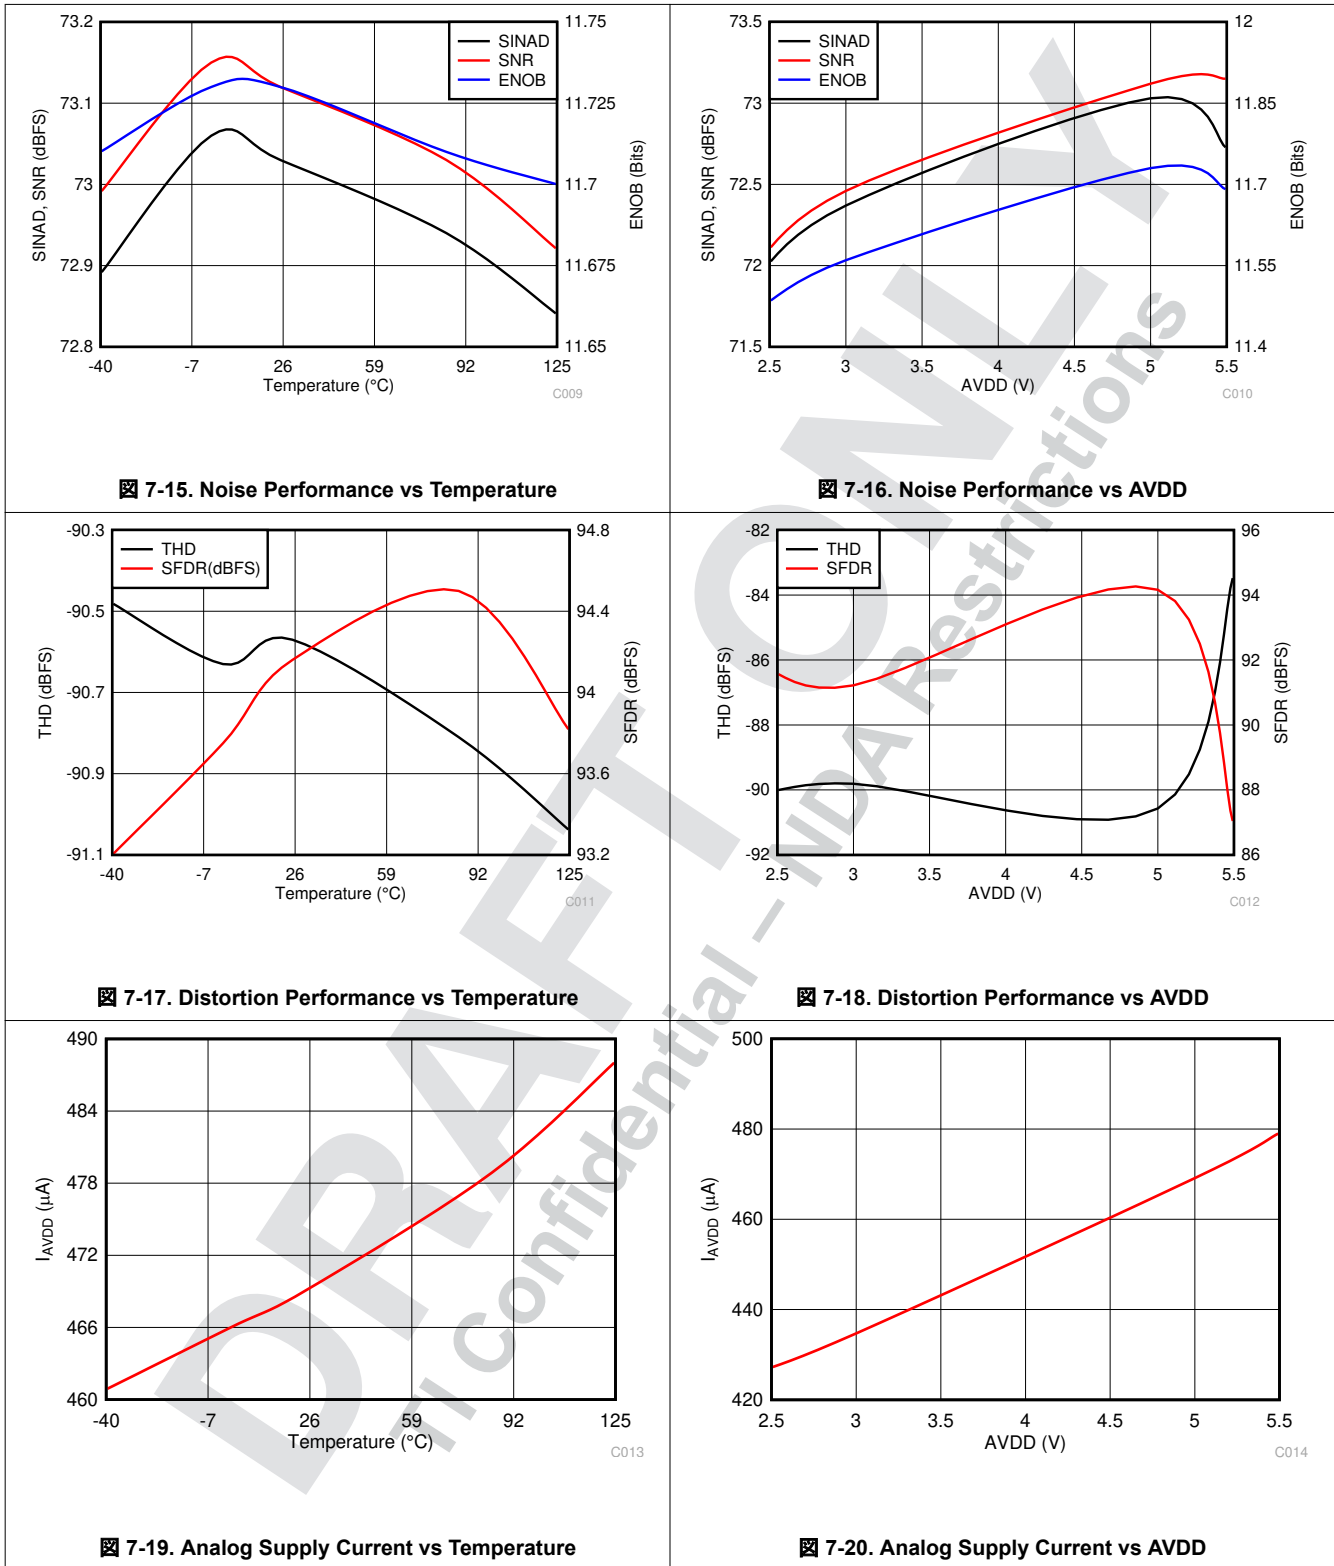 73.2
73.1
73
72.9
72.8
11.75
11.725
11.7
11.675
11.65
-40 -7 26 59 92 125
SINAD, SNR (dBFS)
ENOB (Bits)
Temperature (°C)
SINAD
SNR
ENOB
C009
図 7-15. Noise Performance vs Temperature
73.5
73
72.5
72
71.5
12
11.85
11.7
11.55
11.4
2.5 3 3.5 4 4.5 5 5.5
SINAD, SNR (dBFS)
ENOB (Bits)
AVDD (V)
SINAD
SNR
ENOB
C010
図 7-16. Noise Performance vs AVDD
-90.3
-90.5
-90.7
-90.9
-91.1
94.8
94.4
94
93.6
93.2
-40 -7 26 59 92 125
THD (dBFS)
SFDR (dBFS)
Temperature (°C)
THD
SFDR(dBFS)
C011
図 7-17. Distortion Performance vs Temperature
-82
-84
-86
-88
-90
-92
96
94
92
90
88
86
2.5 3 3.5 4 4.5 5 5.5
THD (dBFS)
SFDR (dBFS)
AVDD (V)
THD
SFDR
C012
図 7-18. Distortion Performance vs AVDD
490
484
478
472
466
460
-40 -7 26 59 92 125
IAVDD (µA)
Temperature (°C)
C013
図 7-19. Analog Supply Current vs Temperature
500
480
460
440
420
2.5 3 3.5 4 4.5 5 5.5
IAVDD (µA)
AVDD (V)
C014
図 7-20. Analog Supply Current vs AVDD
DRAFT ONLY
TI Confidential – NDA Restrictions